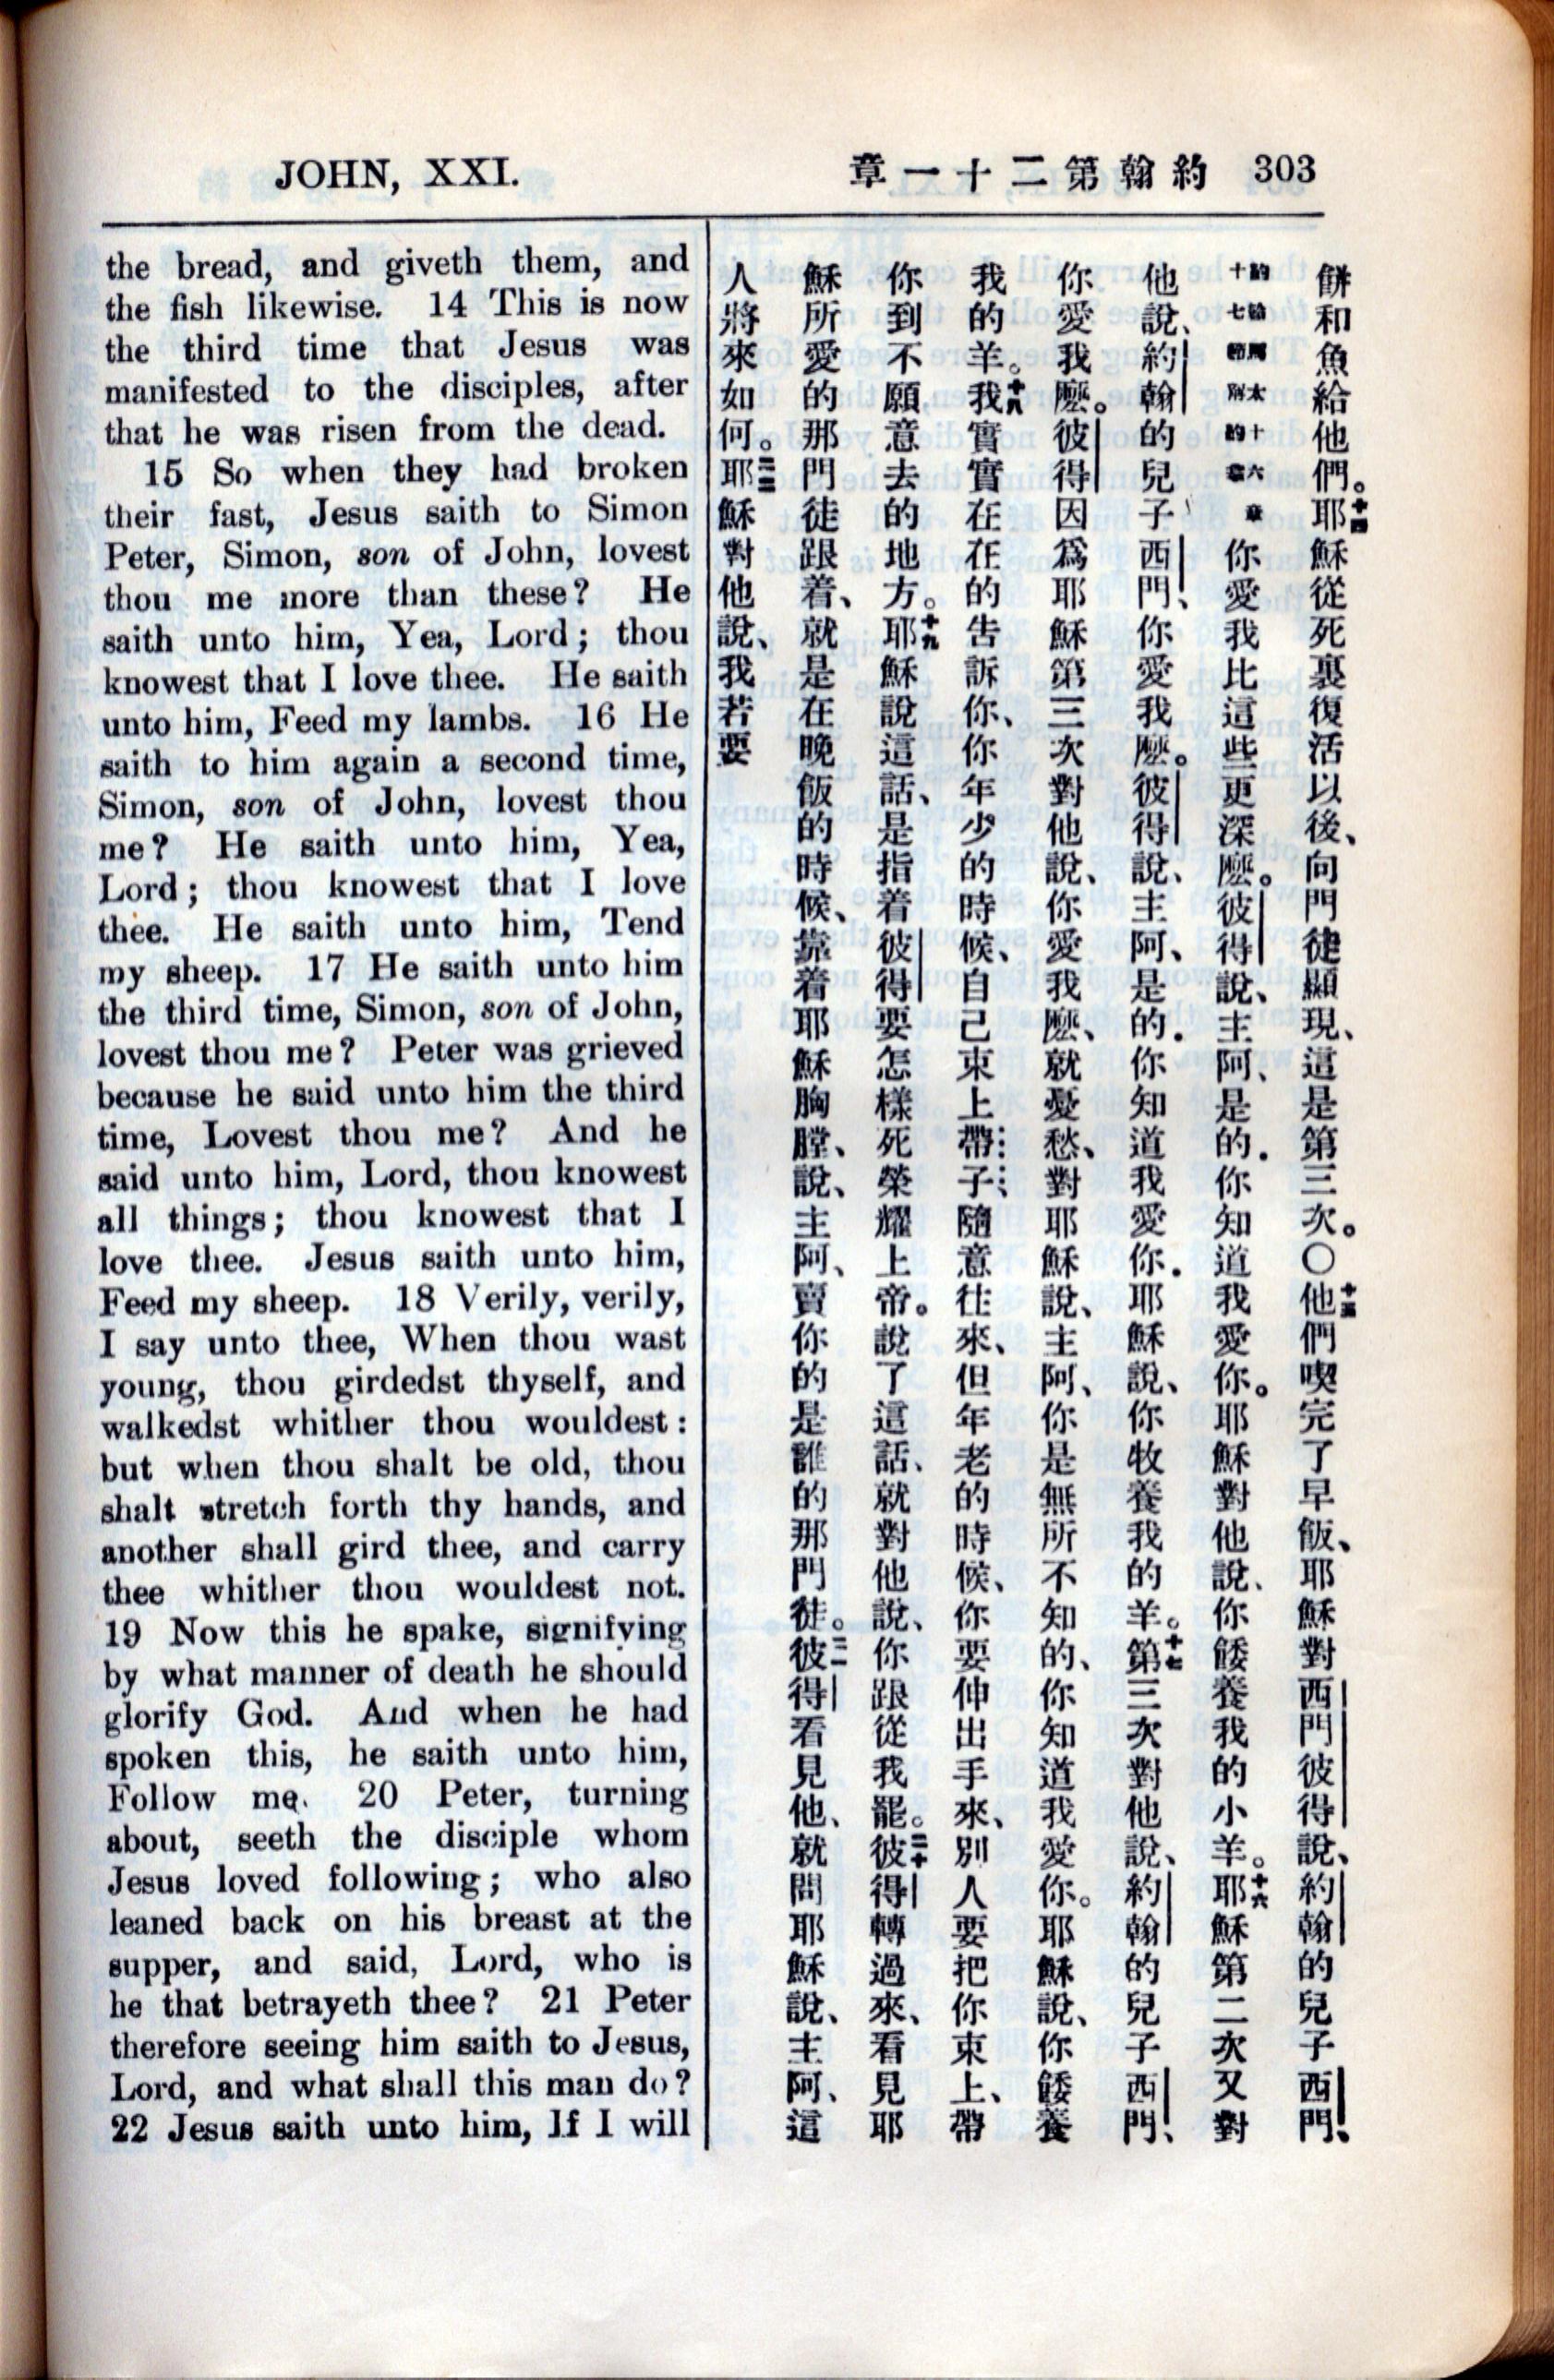 JOHN, XXI.
章一十二第翰約 303
the bread, and giveth them, and
the fish likewise. 14 This is now
the third time that Jesus was
manifested to the disciples, after
that he was risen from the dead.
15 So when they had broken
their fast, Jesus saith to Simon
Peter, Simon, son of John, lovest
thou me more than these? He
saith unto him, Yea, Lord; thou
knowest that I love thee. He saith
unto him, Feed my lambs. 16 He
saith to him again a second time,
Simon, son of John, lovest thou
me? He saith unto him, Yea,
Lord; thou knowest that I love
thee. He saith unto him, Tend
my sheep. 17 He saith unto him
the third time, Simon, son of John,
lovest thou me? Peter was grieved
because he said unto him the third
time, Lovest thou me? And he
said unto him, Lord, thou knowest
all things; thou knowest that I
love thee. Jesus saith unto him,
Feed my sheep. 18 Verily, verily,
I say unto thee, When thou wast
young, thou girdedst thyself, and
walkedst whither thou wouldest:
but when thou shalt be old, thou
shalt stretch forth thy hands, and
another shall gird thee, and carry
thee whither thou wouldest not.
19 Now this he spake, signifying
by what manner of death he should
glorify God. And when he had
spoken this, he saith unto him,
Follow me. 20 Peter, turning
about, seeth the disciple whom
Jesus loved following; who also
leaned back on his breast at the
supper, and said, Lord, who is
he that betrayeth thee? 21 Peter
therefore seeing him saith to Jesus,
Lord, and what shall this man do?
22 Jesus saith unto him, If I will
餅和魚給他們。十四耶穌從死裏復活以後、向門徒顯現、這是第三次。〇十五他們喫完了早飯、耶穌對西門彼得說、約翰的兒子西門、
你愛我比這些更深麽。彼得說、主阿、是的．你知道我愛你。耶穌對他說、你餧養我的小羊。十六耶穌第二次又對
他說、約翰的兒子西門、你愛我麽。彼得說、主阿、是的．你知道我愛你．耶穌說、你牧養我的羊。十七第三次對他說、約翰的兒子西門、
你愛我麽。彼得因爲耶穌第三次對他說、你愛我麽、就憂愁、對耶穌說、主阿、你是無所不知的、你知道我愛你。耶穌說、你餧養
我的羊。十八我實實在在的告訴你、你年少的時候、自己束上帶子隨意往來、但年老的時候、你要伸出手來、別人要把你束上、帶
你到不願意去的地方。十九耶穌說這話、是指着彼得要怎樣死榮耀上帝。說了這話、就對他說、你跟從我罷。二十彼得轉過來、看見耶
穌所愛的那門徒跟着、就是在晚飯的時候、靠着耶穌胸膛、說、主阿、賣你的是誰的那門徒。二一彼得看見他、就問耶穌說、主阿、這
人將來如何。二二耶穌對他說、我若要